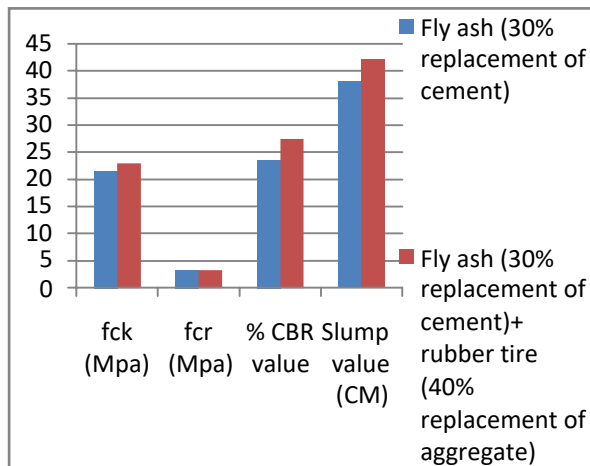 45
40
35
30
25
20
15
10
5
0
fck
(Mpa)
fcr
(Mpa)
% CBR
value
Slump
value
(CM)
Fly ash (30%
replacement of
cement)
Fly ash (30%
replacement of
cement)+
rubber tire
(40%
replacement of
aggregate)